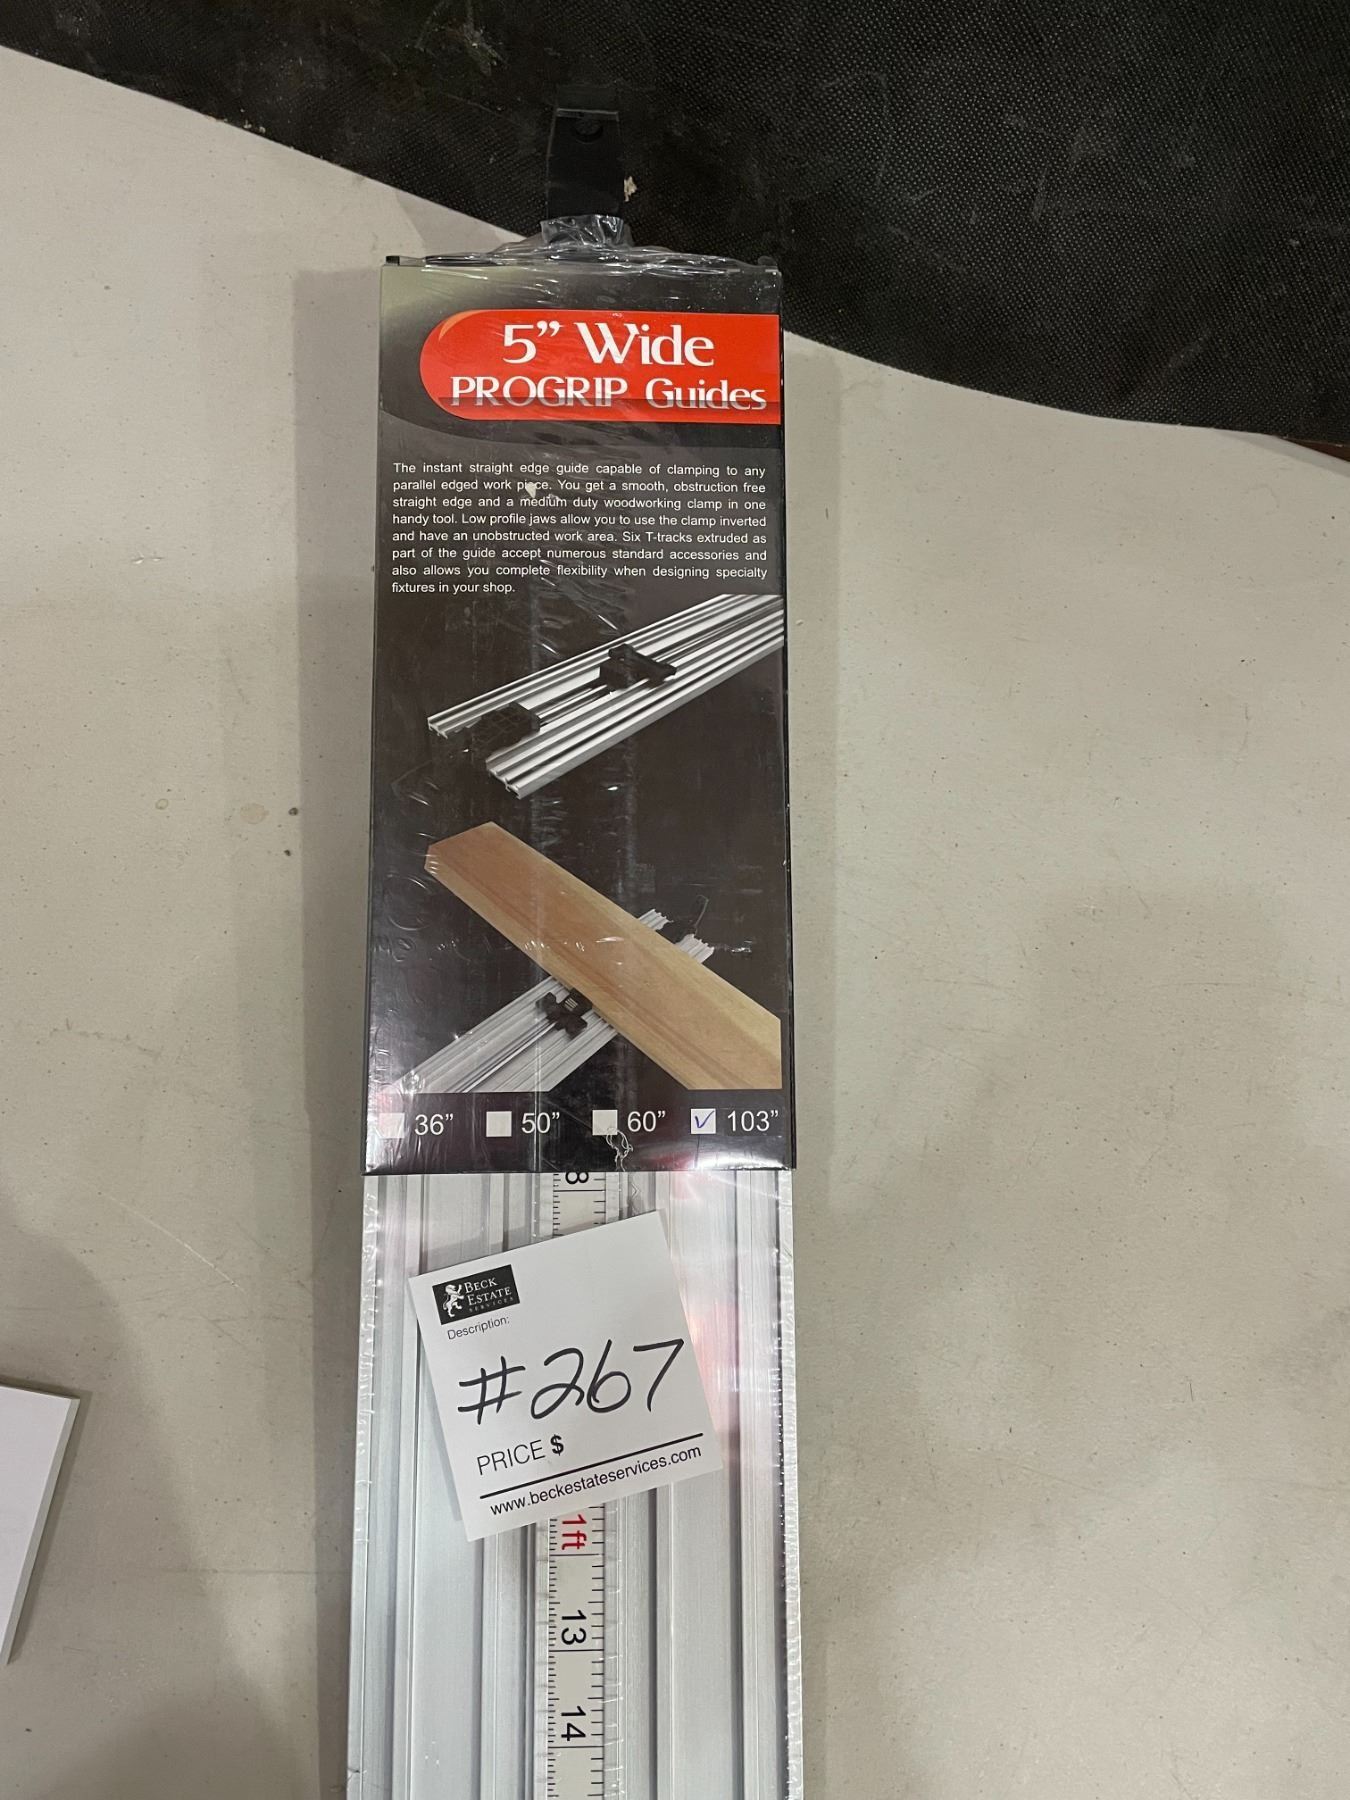 5” Wide
PROGRIP Guides
The instant straight edge guide capable of clamping to any
parallel edged work piece. You get a smooth, obstruction free
straight edge and a medium duty woodworking clamp in one
handy tool. Low profile jaws allow you to use the clamp inverted
and have an unobstructed work area. Six T-tracks extruded as
part of the guide accept numerous standard accessories and
also allows you complete flexibility when designing specialty
fixtures in your shop.
36” 50” 60” 103”
8
BECK
ESTATE
SERVICES
Description:
#267
PRICE $
www.beckestateservices.com
1ft
13
14